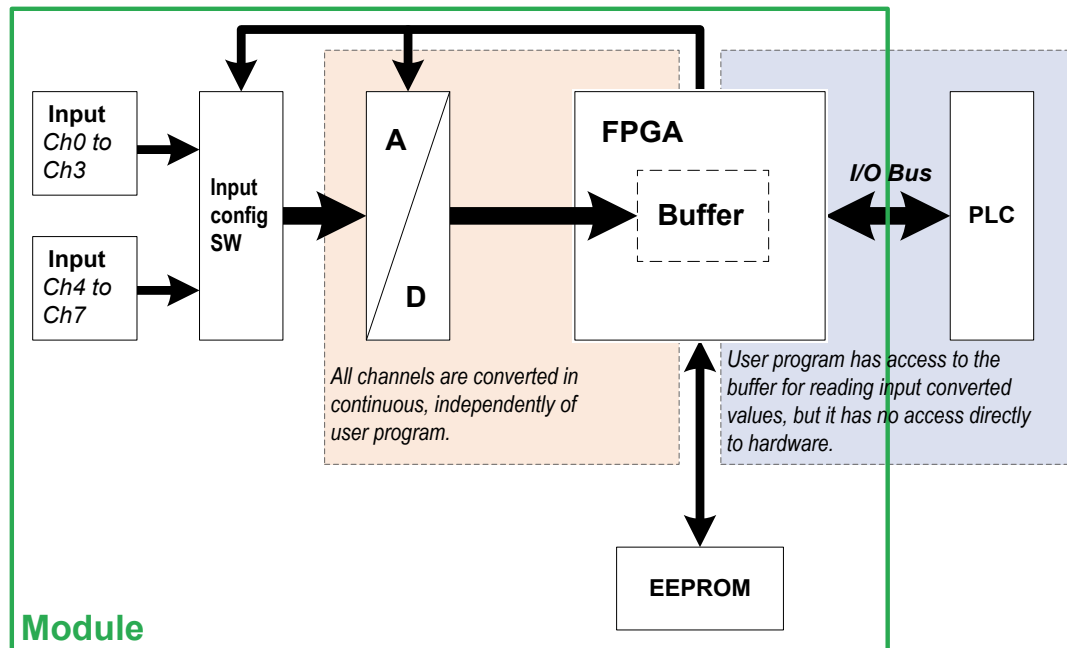 Input
Ch0 to
Ch3
Input
Ch4 to
Ch7
Input
config
SW
A
D
FPGA
Buffer
I/O Bus
PLC
All channels are converted in
continuous, independently of
user program.
User program has access to the
buffer for reading input converted
values, but it has no access directly
to hardware.
EEPROM
Module